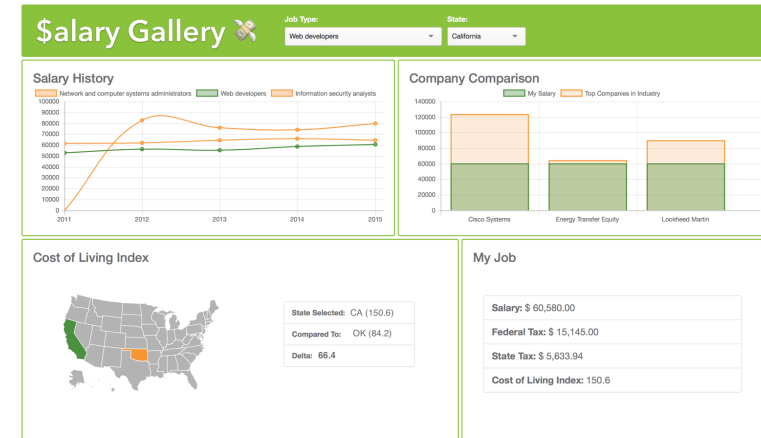 $alary Gallery 💸
Job Type:
Web developers
State:
California
Salary History
Network and computer systems administrators Web developers Information security analysts
100000
90000
80000
70000
60000
50000
40000
30000
20000
10000
0
2011 2012 2013 2014 2015
Company Comparison
My Salary Top Companies in Industry
140000
120000
100000
80000
60000
40000
20000
0
Cisco Systems Energy Transfer Equity Lockheed Martin
Cost of Living Index
State Selected: CA (150.6)
Compared To: OK (84.2)
Delta: 66.4
My Job
Salary: $ 60,580.00
Federal Tax: $ 15,145.00
State Tax: $ 5,633.94
Cost of Living Index: 150.6